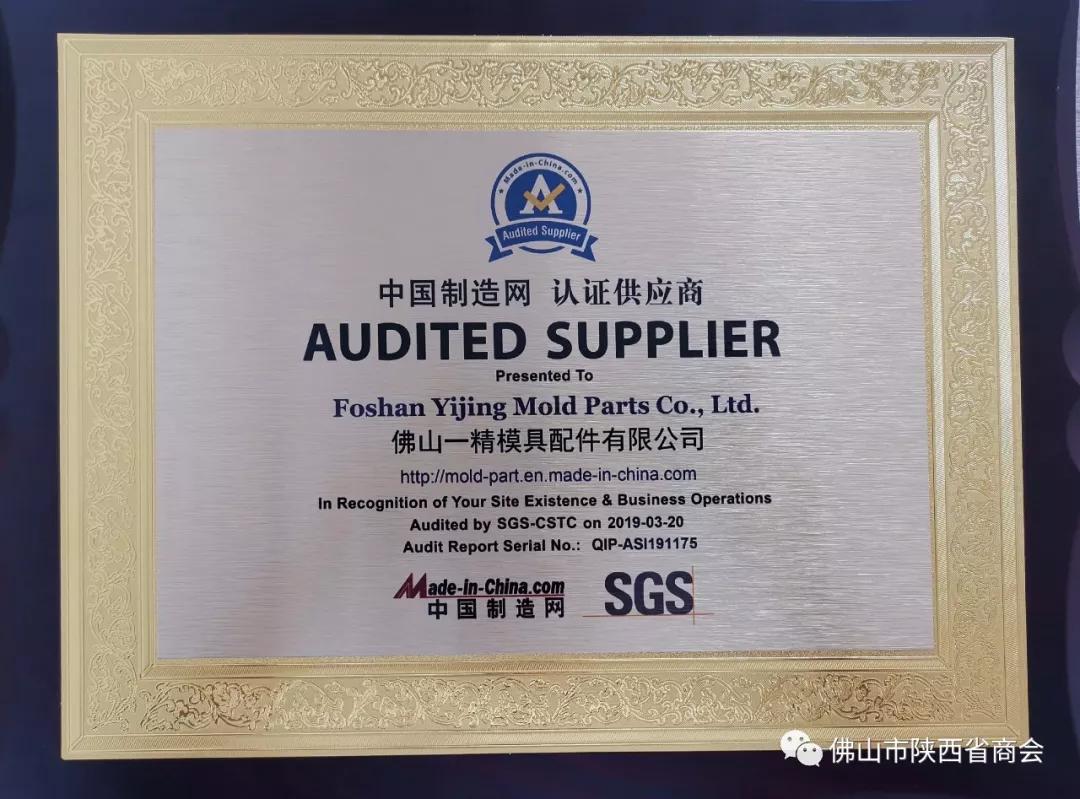 Made-in-China.com
A
Audited Supplier
中国制造网 认证供应商
AUDITED SUPPLIER
Presented To
Foshan Yijing Mold Parts Co., Ltd.
佛山一精模具配件有限公司
http://mold-part.en.made-in-china.com
In Recognition of Your Site Existence & Business Operations
Audited by SGS-CSTC on 2019-03-20
Audit Report Serial No.: QIP-ASI191175
Made-in-China.com
中国制造网
SGS
佛山市陕西省商会